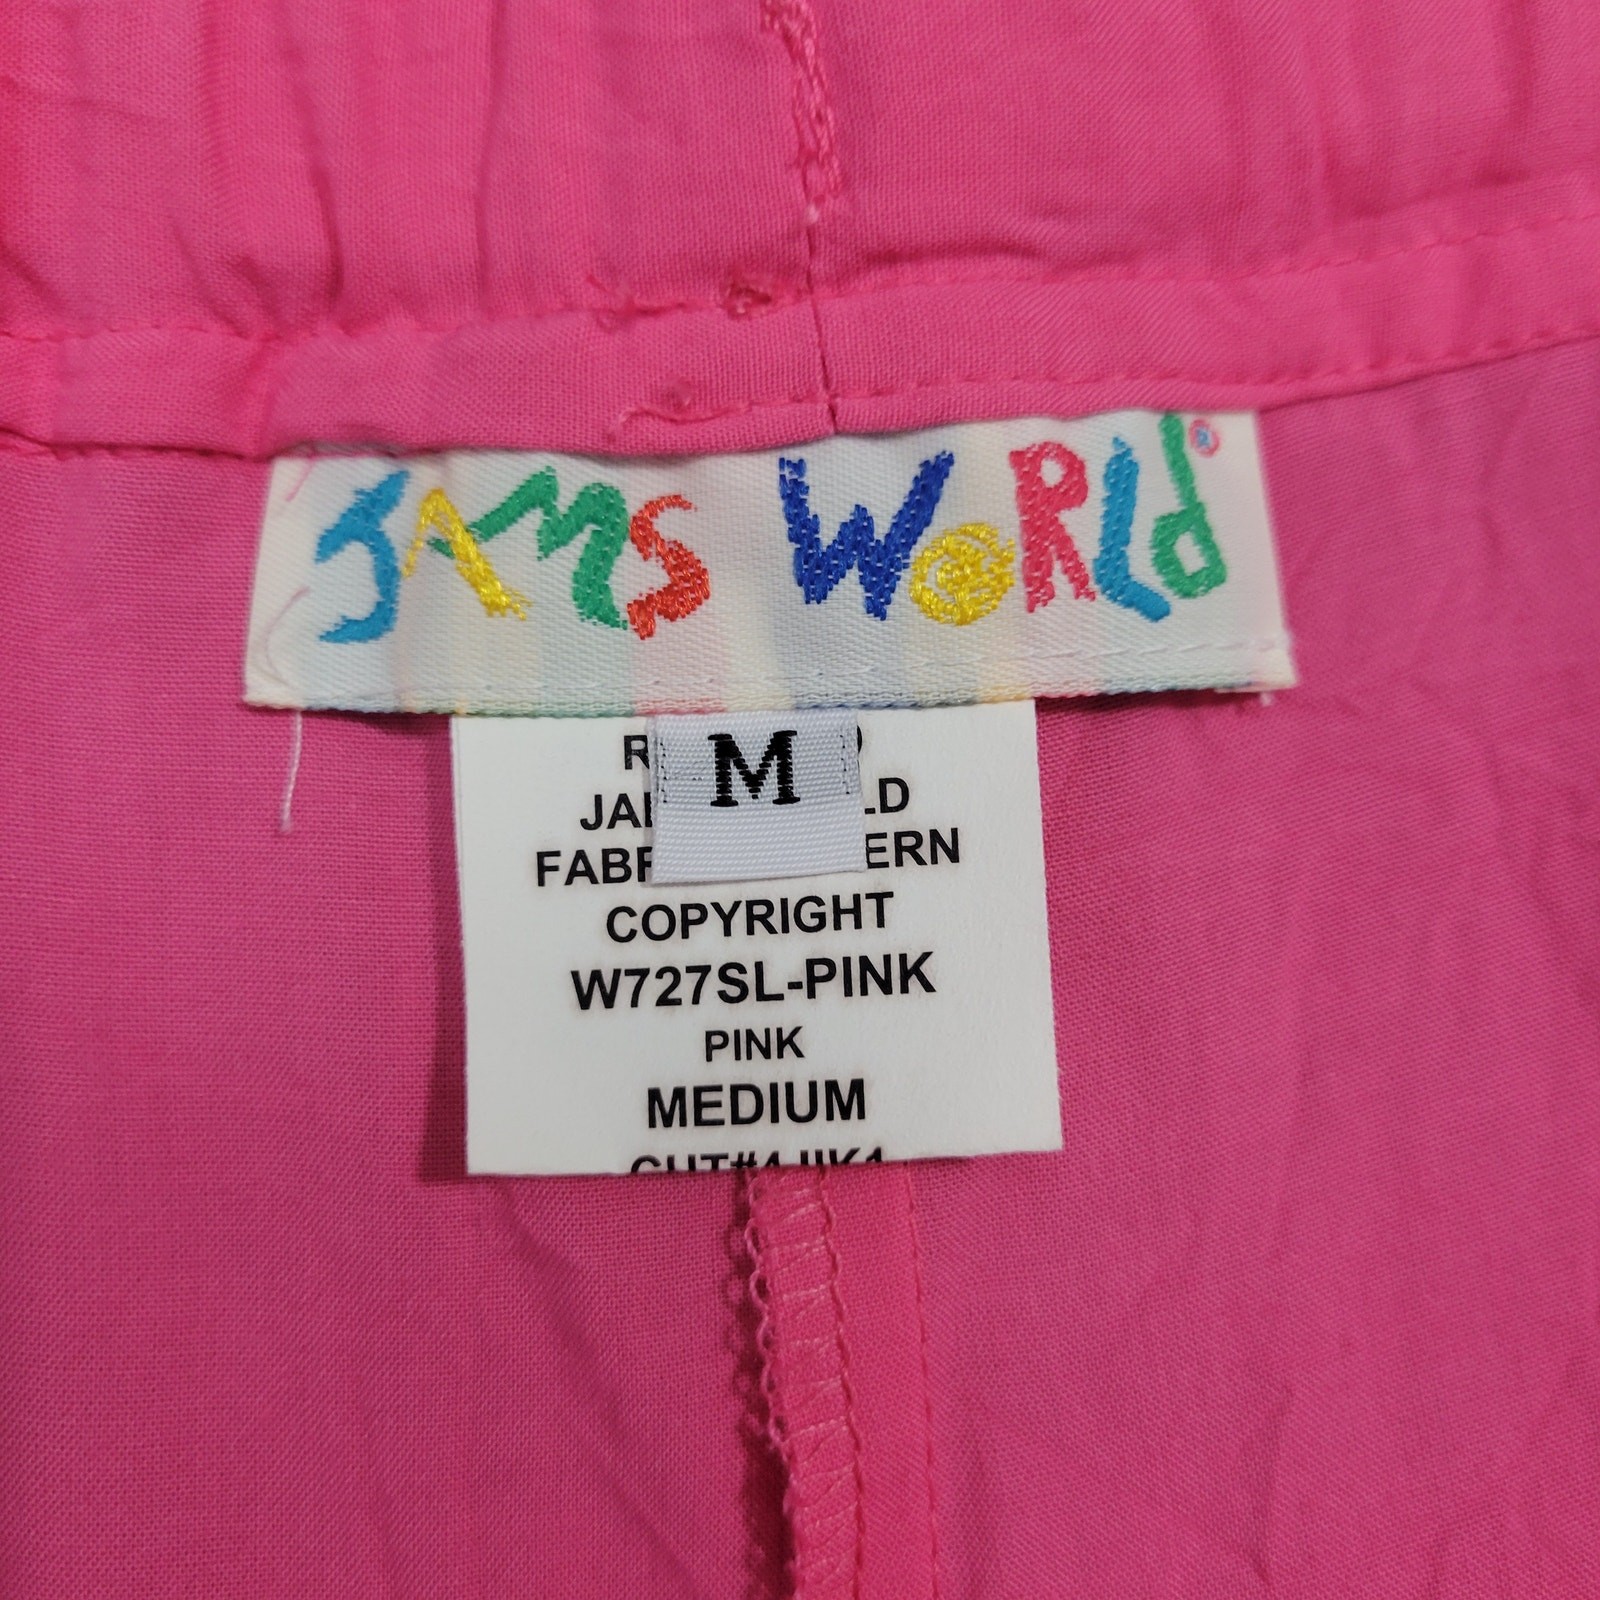 JAMS WORLd ®
M
COPYRIGHT
W727SL-PINK
PINK
MEDIUM